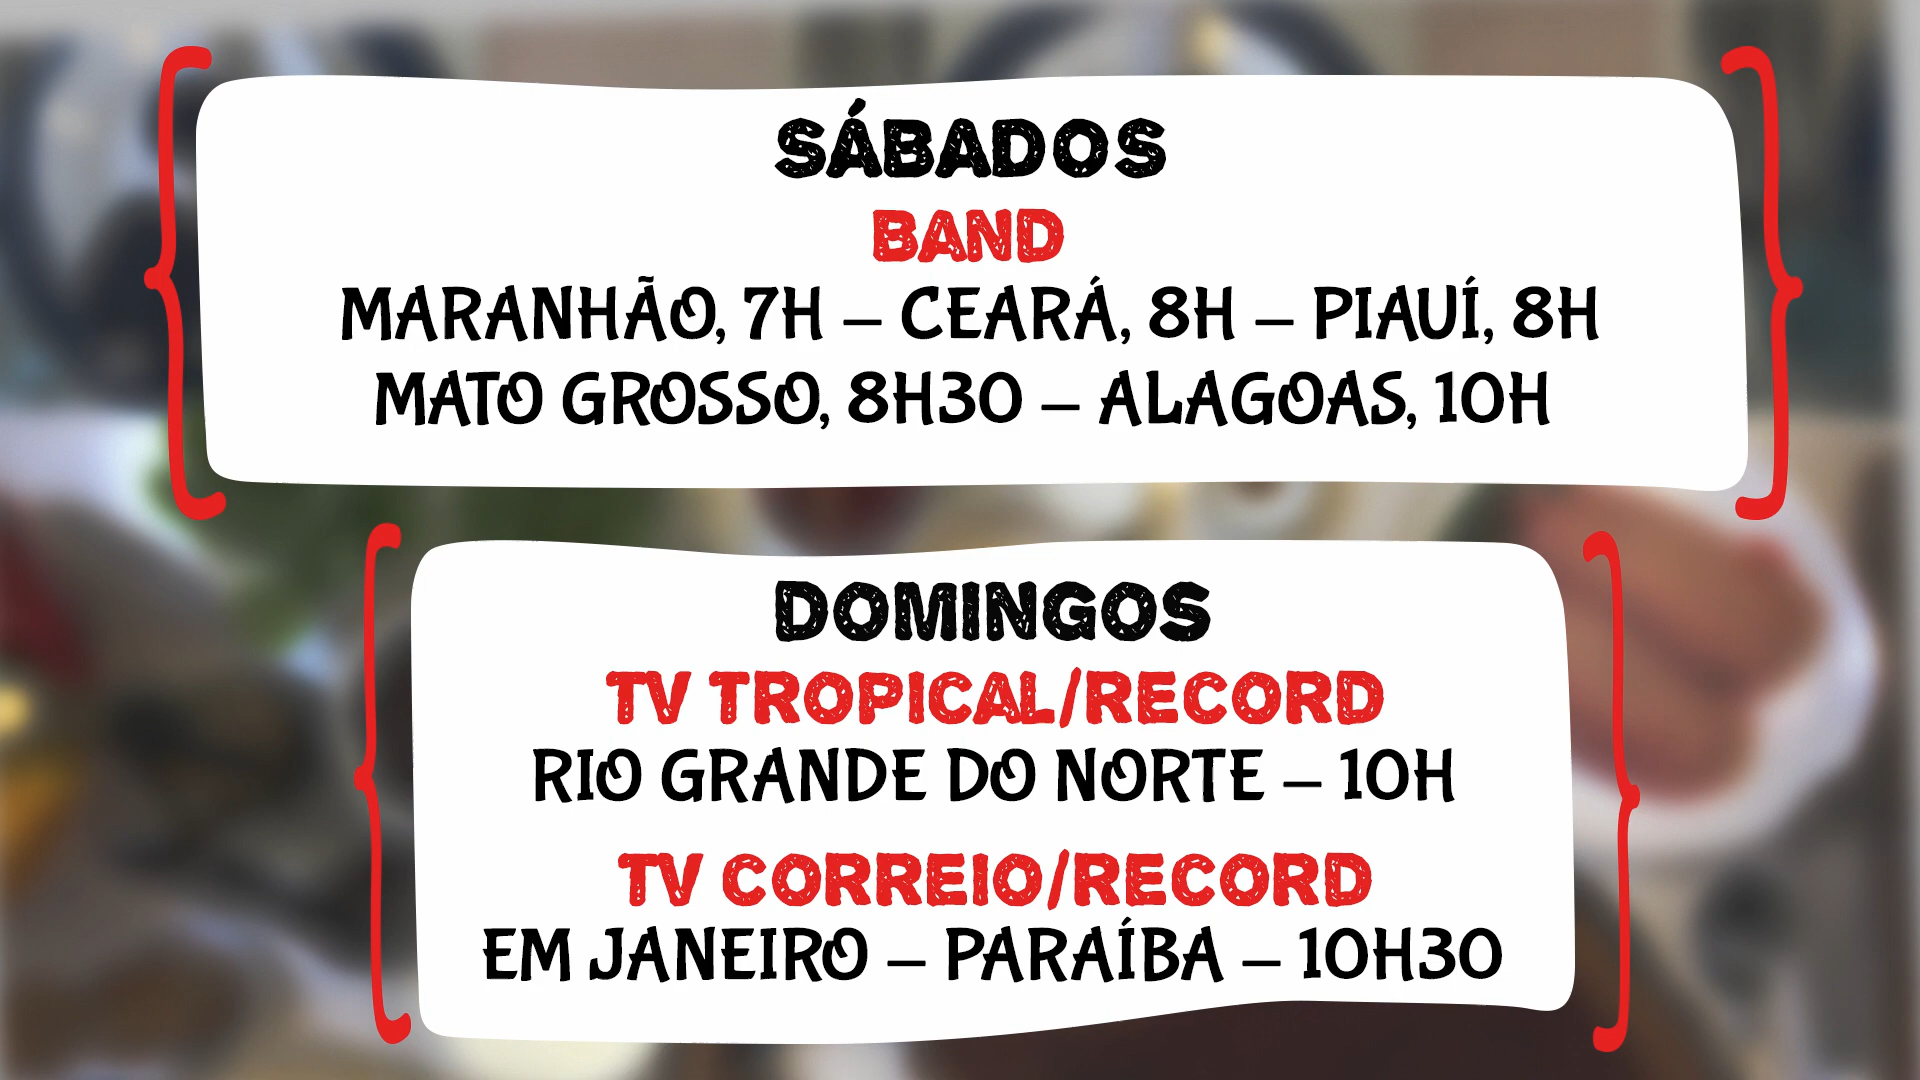 SÁBADOS
BAND
MARANHÃO, 7H – CEARÁ, 8H – PIAUÍ, 8H
MATO GROSSO, 8H30 – ALAGOAS, 10H
DOMINGOS
TV TROPICAL/RECORD
RIO GRANDE DO NORTE – 10H
TV CORREIO/RECORD
EM JANEIRO – PARAÍBA – 10H30